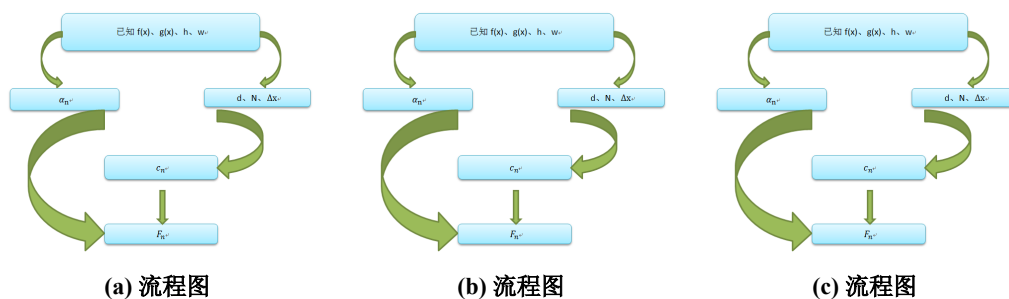 已知 f(x)、g(x)、h、w
αₙ
d、N、Δx
cₙ
Fₙ
(a) 流程图
已知 f(x)、g(x)、h、w
αₙ
d、N、Δx
cₙ
Fₙ
(b) 流程图
已知 f(x)、g(x)、h、w
αₙ
d、N、Δx
cₙ
Fₙ
(c) 流程图